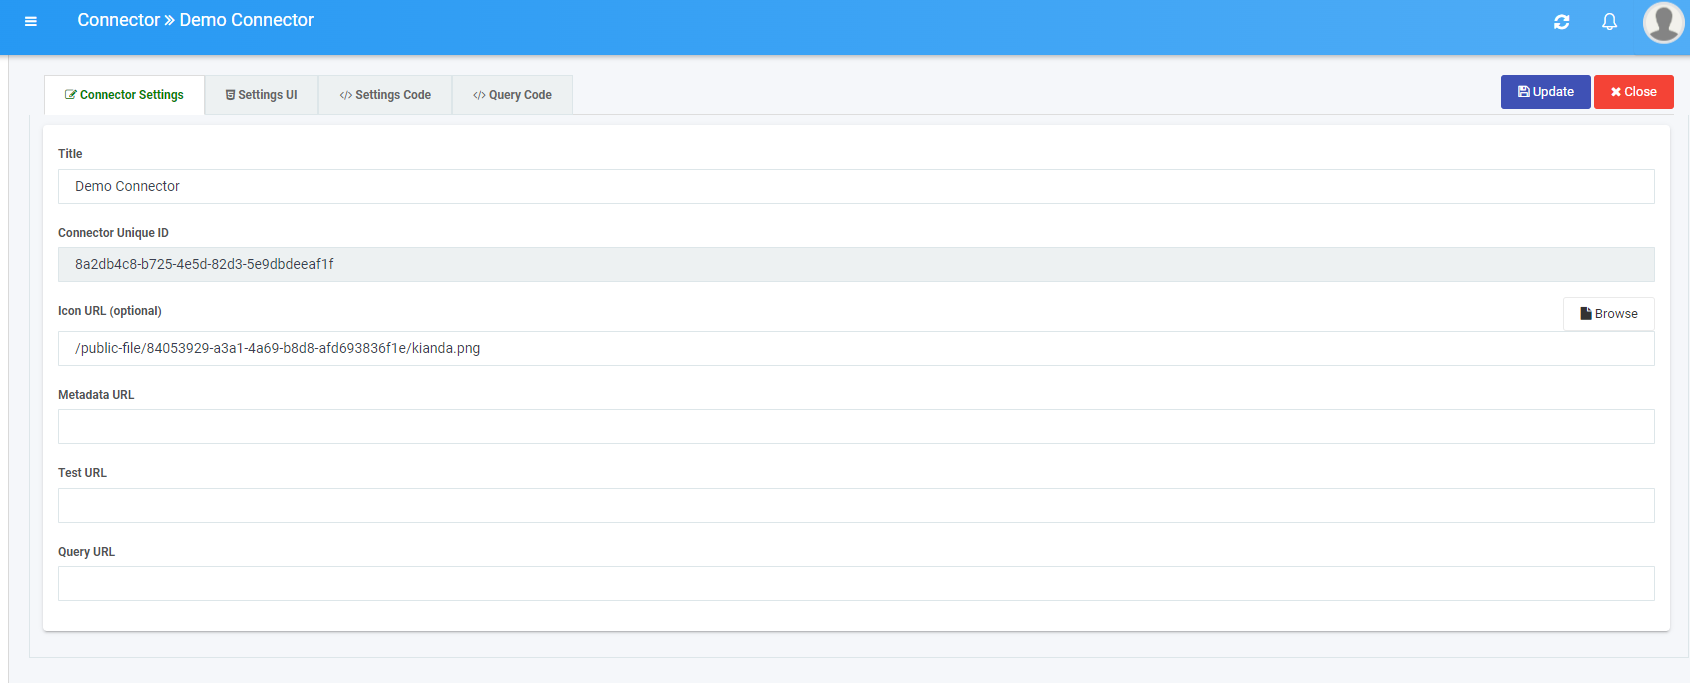 Connector » Demo Connector
Connector Settings
Settings UI
</> Settings Code
</> Query Code
Update
Close
Title
Demo Connector
Connector Unique ID
8a2db4c8-b725-4e5d-82d3-5e9dbdeeaf1f
Icon URL (optional)
Browse
/public-file/84053929-a3a1-4a69-b8d8-afd693836f1e/kianda.png
Metadata URL
Test URL
Query URL